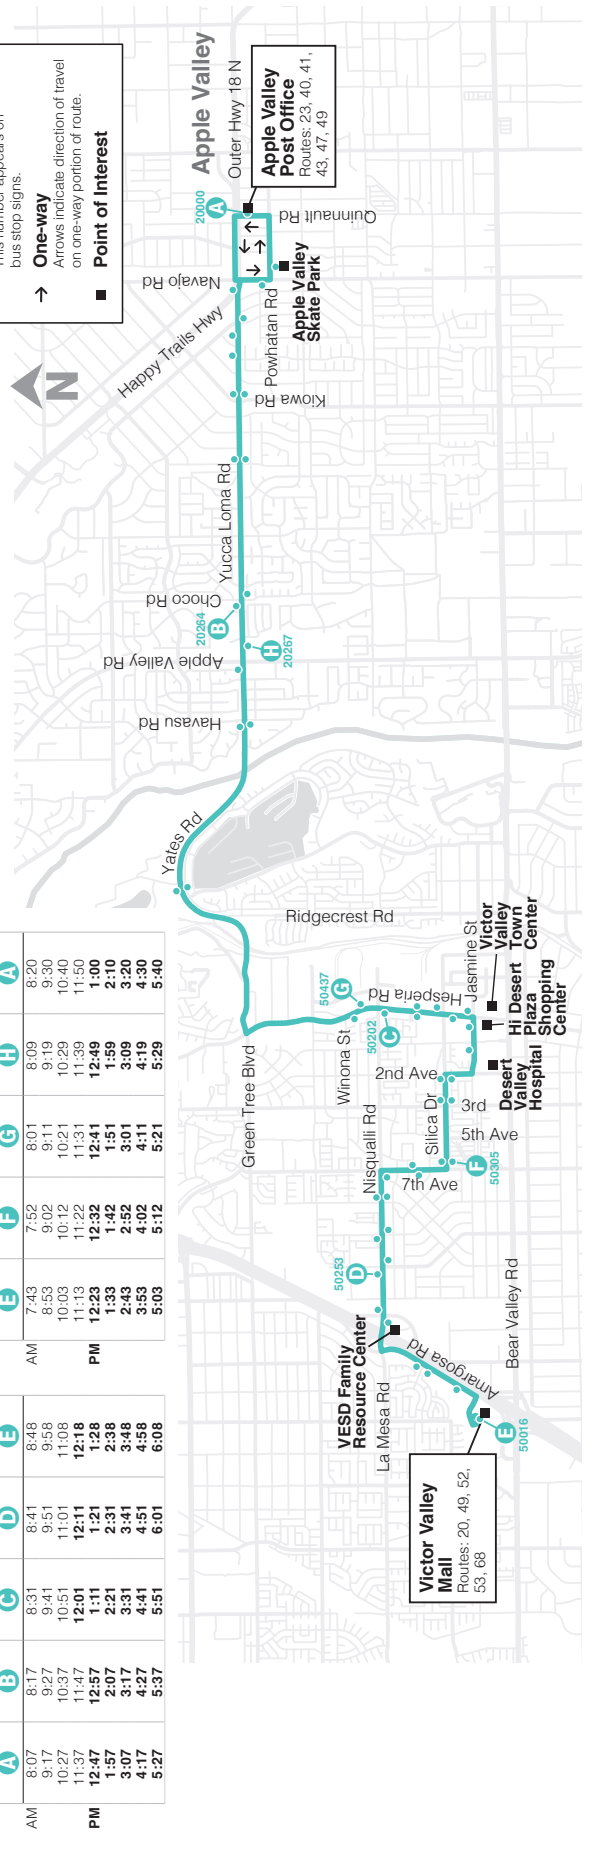 A B C D E
AM 8:07 8:17 8:31 8:41 8:48
9:17 9:27 9:41 9:51 9:58
10:27 10:37 10:51 11:01 11:08
11:37 11:47 12:01 12:11 12:18
PM 12:47 12:57 1:11 1:21 1:28
1:57 2:07 2:21 2:31 2:38
3:07 3:17 3:31 3:41 3:48
4:17 4:27 4:41 4:51 4:58
5:27 5:37 5:51 6:01 6:08
E F G H A
AM 7:43 7:52 8:01 8:09 8:20
8:53 9:02 9:11 9:19 9:30
10:03 10:12 10:21 10:29 10:40
11:13 11:22 11:31 11:39 11:50
PM 12:23 12:32 12:41 12:49 1:00
1:33 1:42 1:51 1:59 2:10
2:43 2:52 3:01 3:09 3:20
3:53 4:02 4:11 4:19 4:30
5:03 5:12 5:21 5:29 5:40
This number appears on
bus stop signs.
One-way
Arrows indicate direction of travel
on one-way portion of route.
Point of Interest
N
Happy Trails Hwy
Apple Valley
Outer Hwy 18 N
Apple Valley
Post Office
Routes: 23, 40, 41,
43, 47, 49
20000
A
Quinnault Rd
Navajo Rd
Powhatan Rd
Apple Valley
Skate Park
Kiowa Rd
Yucca Loma Rd
Choco Rd
20264
B
H
20267
Apple Valley Rd
Havasu Rd
Yates Rd
Ridgecrest Rd
Green Tree Blvd
50437
G
Winona St
50202
C
Hesperia Rd
Jasmine St
Victor
Valley
Town
Center
Hi Desert
Plaza
Shopping
Center
Desert
Valley
Hospital
2nd Ave
Silica Dr
3rd
5th Ave
7th Ave
F
50305
Nisqualli Rd
50253
D
VESD Family
Resource Center
La Mesa Rd
Amargosa Rd
Bear Valley Rd
E
50016
Victor Valley
Mall
Routes: 20, 49, 52,
53, 68